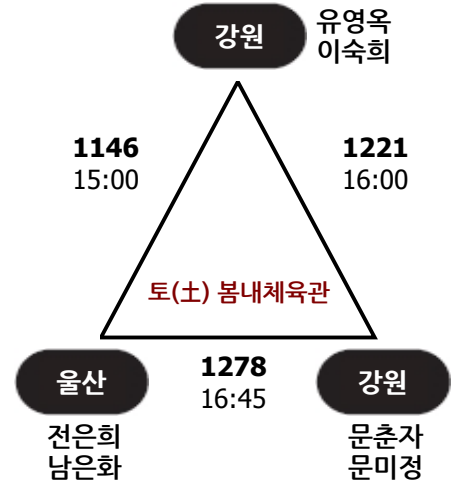 강원
유영옥
이숙희
1146
15:00
1221
16:00
토(土) 봄내체육관
울산
1278
16:45
강원
전은희
남은화
문춘자
문미정